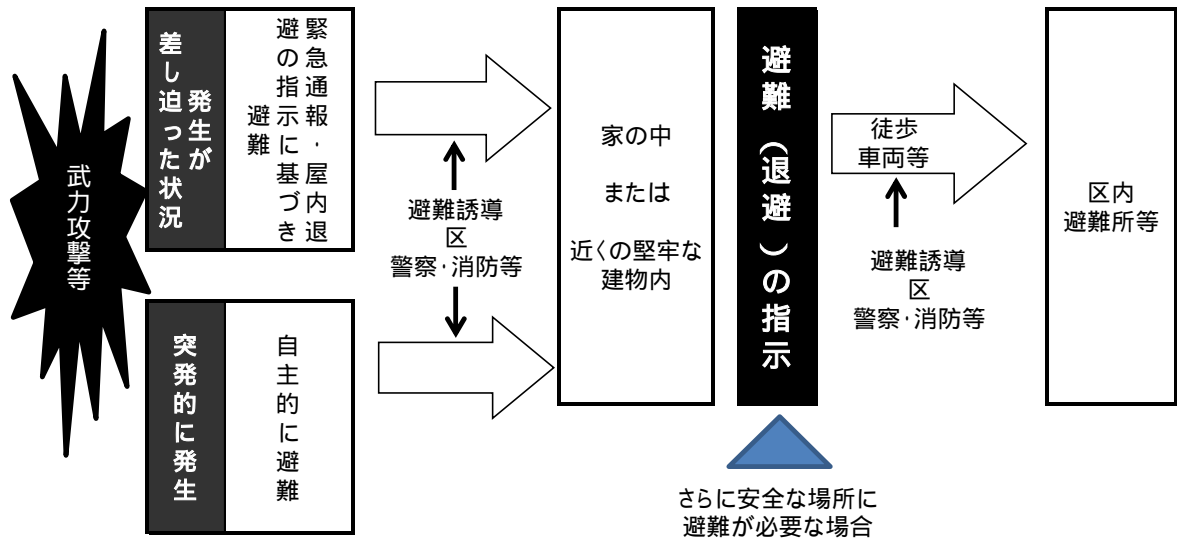 武力攻撃等
発生が
差し迫った状況
緊急通報・屋内退
避の指示に基づき
避難
突発的に発生
自主的に避難
避難誘導
区
警察・消防等
家の中
または
近くの堅牢な
建物内
避難（退避）の指示
さらに安全な場所に
避難が必要な場合
徒歩
車両等
避難誘導
区
警察・消防等
区内
避難所等